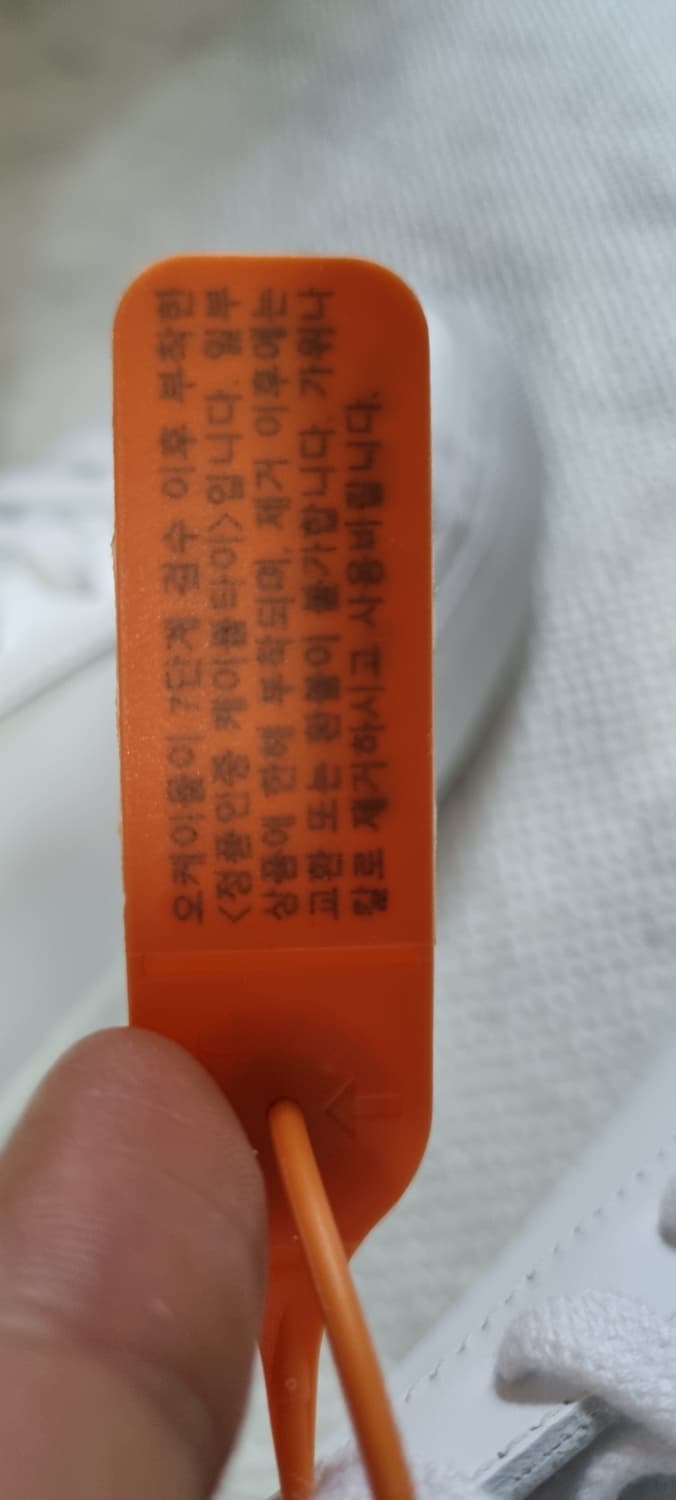 오케이몰이 7단계 검수 이후 부착한
<정품인증 케이블타이>입니다. 일부
상품에 한해 부착되며, 제거 이후에는
교환 또는 환불이 불가합니다. 가위나
칼로 제거하시고 사용바랍니다.